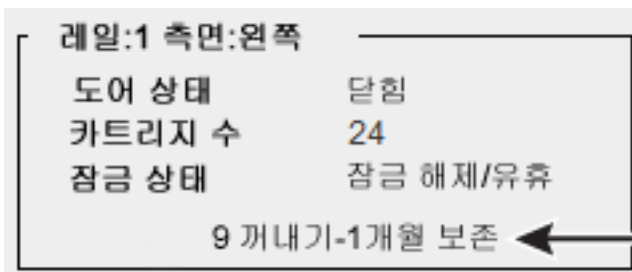 레일:1 측면:왼쪽
도어 상태 닫힘
카트리지 수 24
잠금 상태 잠금 해제/유휴
9 꺼내기-1개월 보존